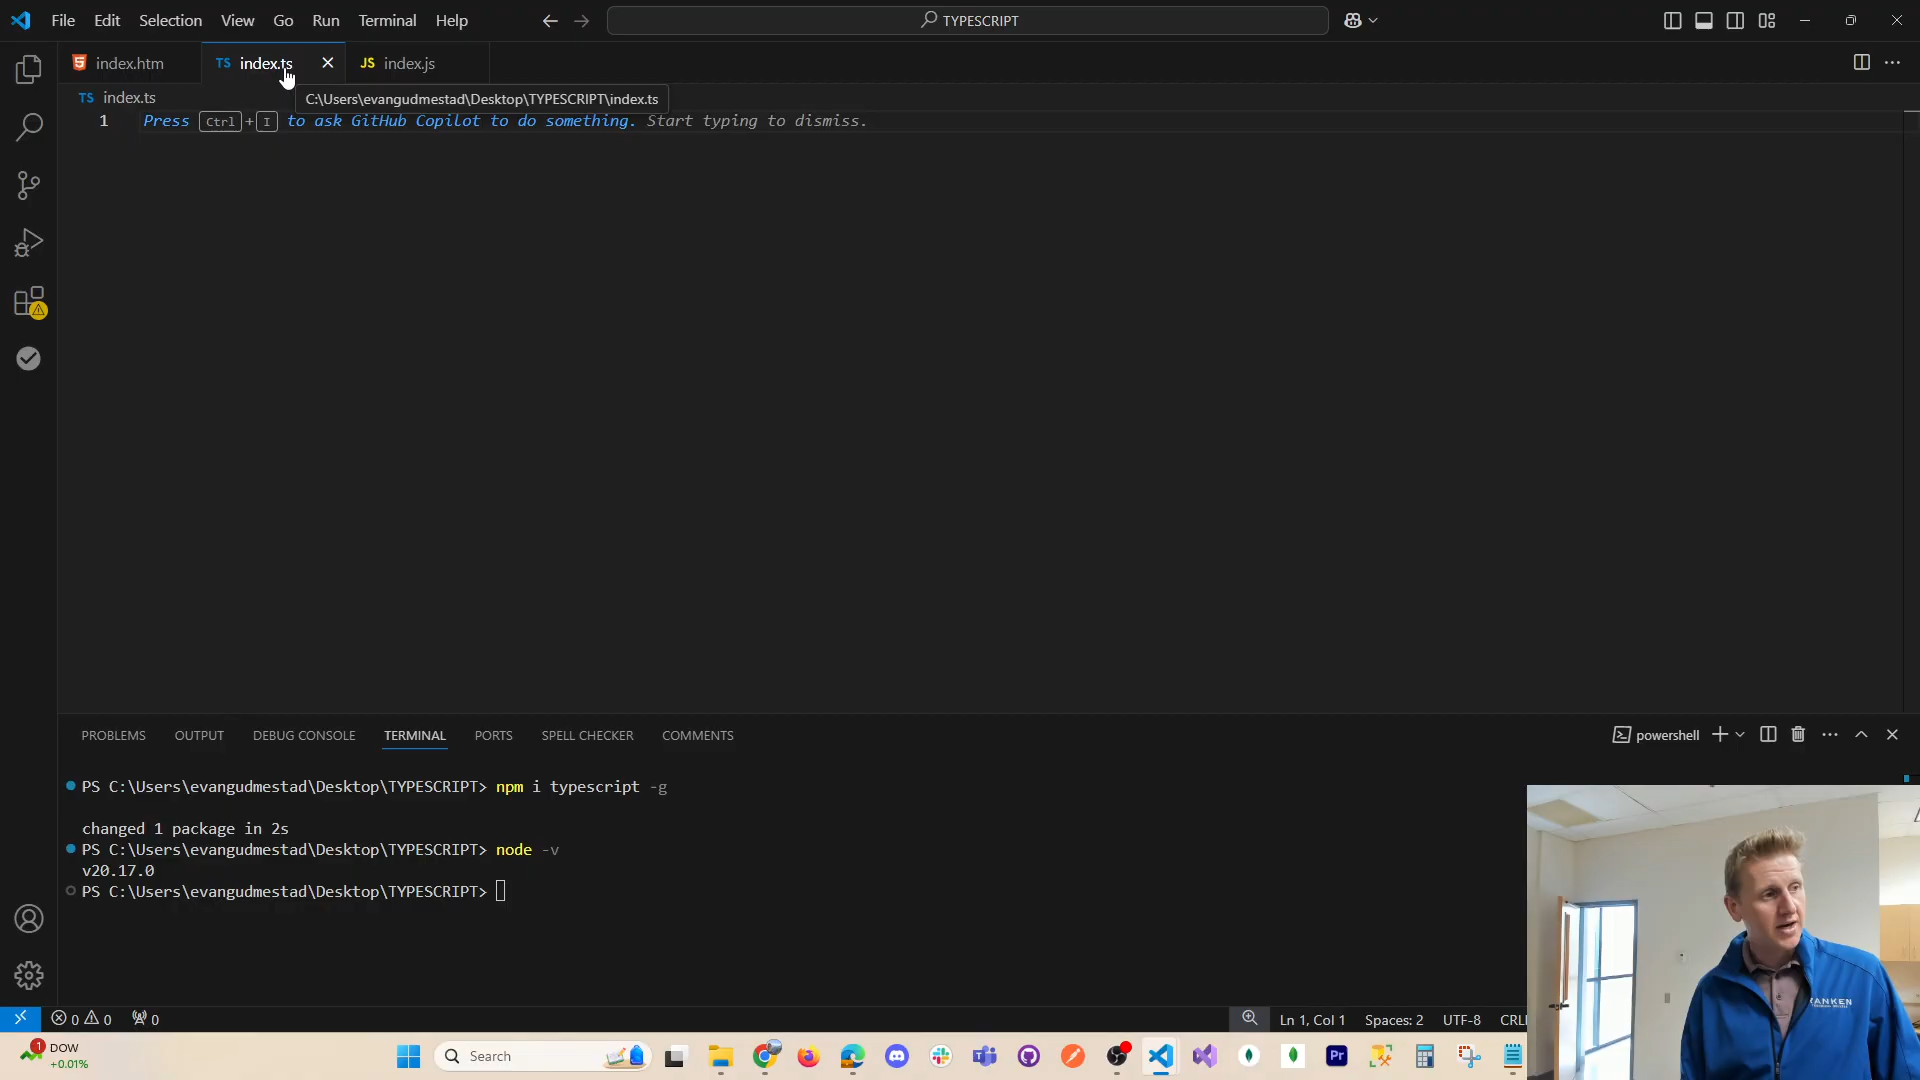 File Edit Selection View Go Run Terminal Help
TYPESCRIPT
index.htm
TS index.ts
JS index.js
TS index.ts
C:\Users\evangudmestad\Desktop\TYPESCRIPT\index.ts
1 Press Ctrl + I to ask GitHub Copilot to do something. Start typing to dismiss.
PROBLEMS OUTPUT DEBUG CONSOLE TERMINAL PORTS SPELL CHECKER COMMENTS
powershell
PS C:\Users\evangudmestad\Desktop\TYPESCRIPT> npm i typescript -g
changed 1 package in 2s
PS C:\Users\evangudmestad\Desktop\TYPESCRIPT> node -v
v20.17.0
PS C:\Users\evangudmestad\Desktop\TYPESCRIPT>
0 0 0
Ln 1, Col 1 Spaces: 2 UTF-8 CRL
1
DOW
+0.01%
Search
Pr